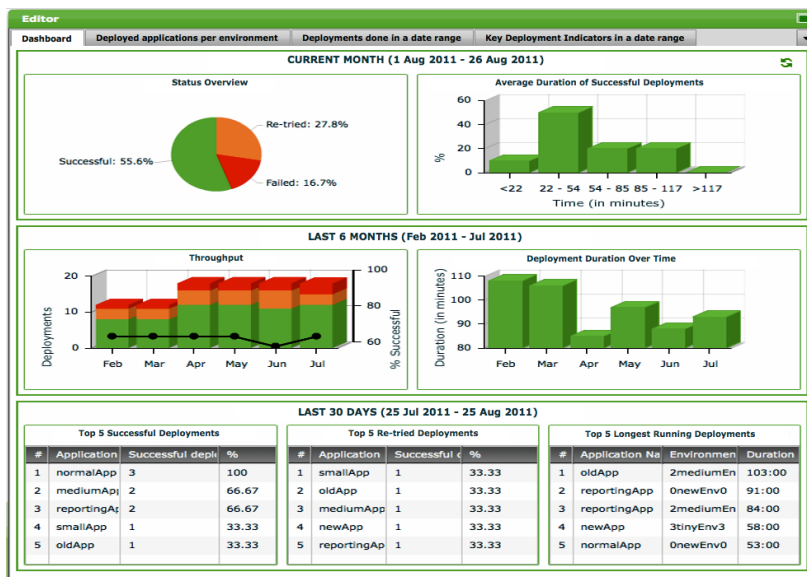 Editor
Dashboard Deployed applications per environment Deployments done in a date range Key Deployment Indicators in a date range
CURRENT MONTH (1 Aug 2011 - 26 Aug 2011)
Status Overview
Re-tried: 27.8%
Successful: 55.6%
Failed: 16.7%
Average Duration of Successful Deployments
60
40
20
0
%
<22 22 - 54 54 - 85 85 - 117 >117
Time (in minutes)
LAST 6 MONTHS (Feb 2011 - Jul 2011)
Throughput
20
10
0
Deployments
100
80
60
% Successful
Feb Mar Apr May Jun Jul
Deployment Duration Over Time
110
100
90
80
Duration (in minutes)
Feb Mar Apr May Jun Jul
LAST 30 DAYS (25 Jul 2011 - 25 Aug 2011)
Top 5 Successful Deployments
# Application Successful depl %
1 normalApp 3 100
2 mediumApp 2 66.67
3 reportingAp 2 66.67
4 smallApp 1 33.33
5 oldApp 1 33.33
Top 5 Re-tried Deployments
# Application Successful d %
1 smallApp 1 33.33
2 oldApp 1 33.33
3 mediumApp 1 33.33
4 newApp 1 33.33
5 reportingAp 1 33.33
Top 5 Longest Running Deployments
# Application Na Environmen Duration
1 oldApp 2mediumEn 103:00
2 reportingApp 0newEnv0 91:00
3 reportingApp 2mediumEn 84:00
4 newApp 3tinyEnv3 58:00
5 normalApp 0newEnv0 53:00